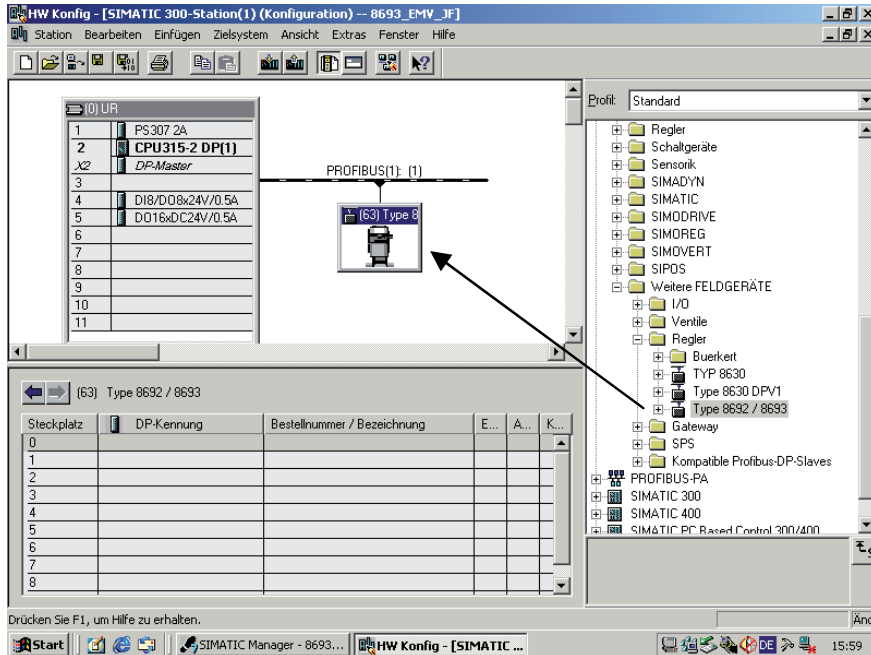 HW Konfig - [SIMATIC 300-Station(1) (Konfiguration) -- 8693_EMV_JF]
Station Bearbeiten Einfügen Zielsystem Ansicht Extras Fenster Hilfe
(0) UR
1 PS307 2A
2 CPU315-2 DP(1)
X2 DP-Master
3
4 DI8/DO8x24V/0.5A
5 DO16xDC24V/0.5A
6
7
8
9
10
11
PROFIBUS(1): (1)
(63) Type 8
Profil: Standard
Regler
Schaltgeräte
Sensorik
SIMADYN
SIMATIC
SIMODRIVE
SIMOREG
SIMOVERT
SIPOS
Weitere FELDGERÄTE
I/O
Ventile
Regler
Buerkert
TYP 8630
Type 8630 DPV1
Type 8692 / 8693
Gateway
SPS
Kompatible Profibus-DP-Slaves
PROFIBUS-PA
SIMATIC 300
SIMATIC 400
SIMATIC PC Based Control 300/400
(63) Type 8692 / 8693
Steckplatz DP-Kennung Bestellnummer / Bezeichnung E... A... K...
0
1
2
3
4
5
6
7
8
Drücken Sie F1, um Hilfe zu erhalten.
Änd
Start SIMATIC Manager - 8693... HW Konfig - [SIMATIC ... DE 15:59